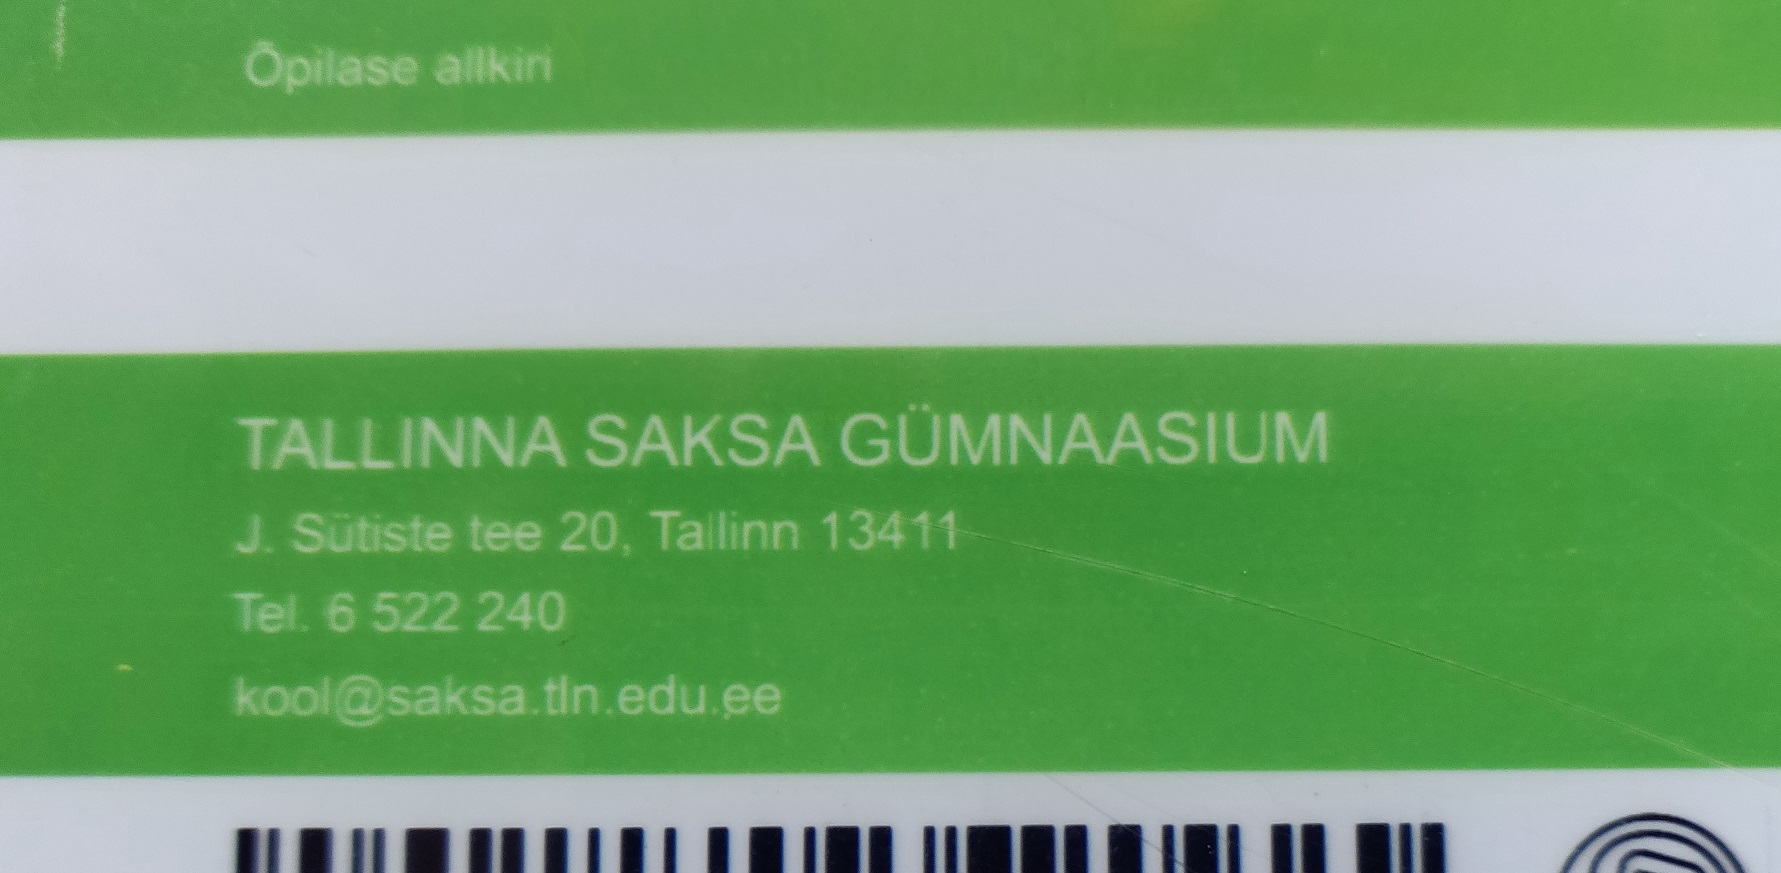 Õpilase allkiri
TALLINNA SAKSA GÜMNAASIUM
J. Sütiste tee 20, Tallinn 13411
Tel. 6 522 240
kool@saksa.tln.edu.ee